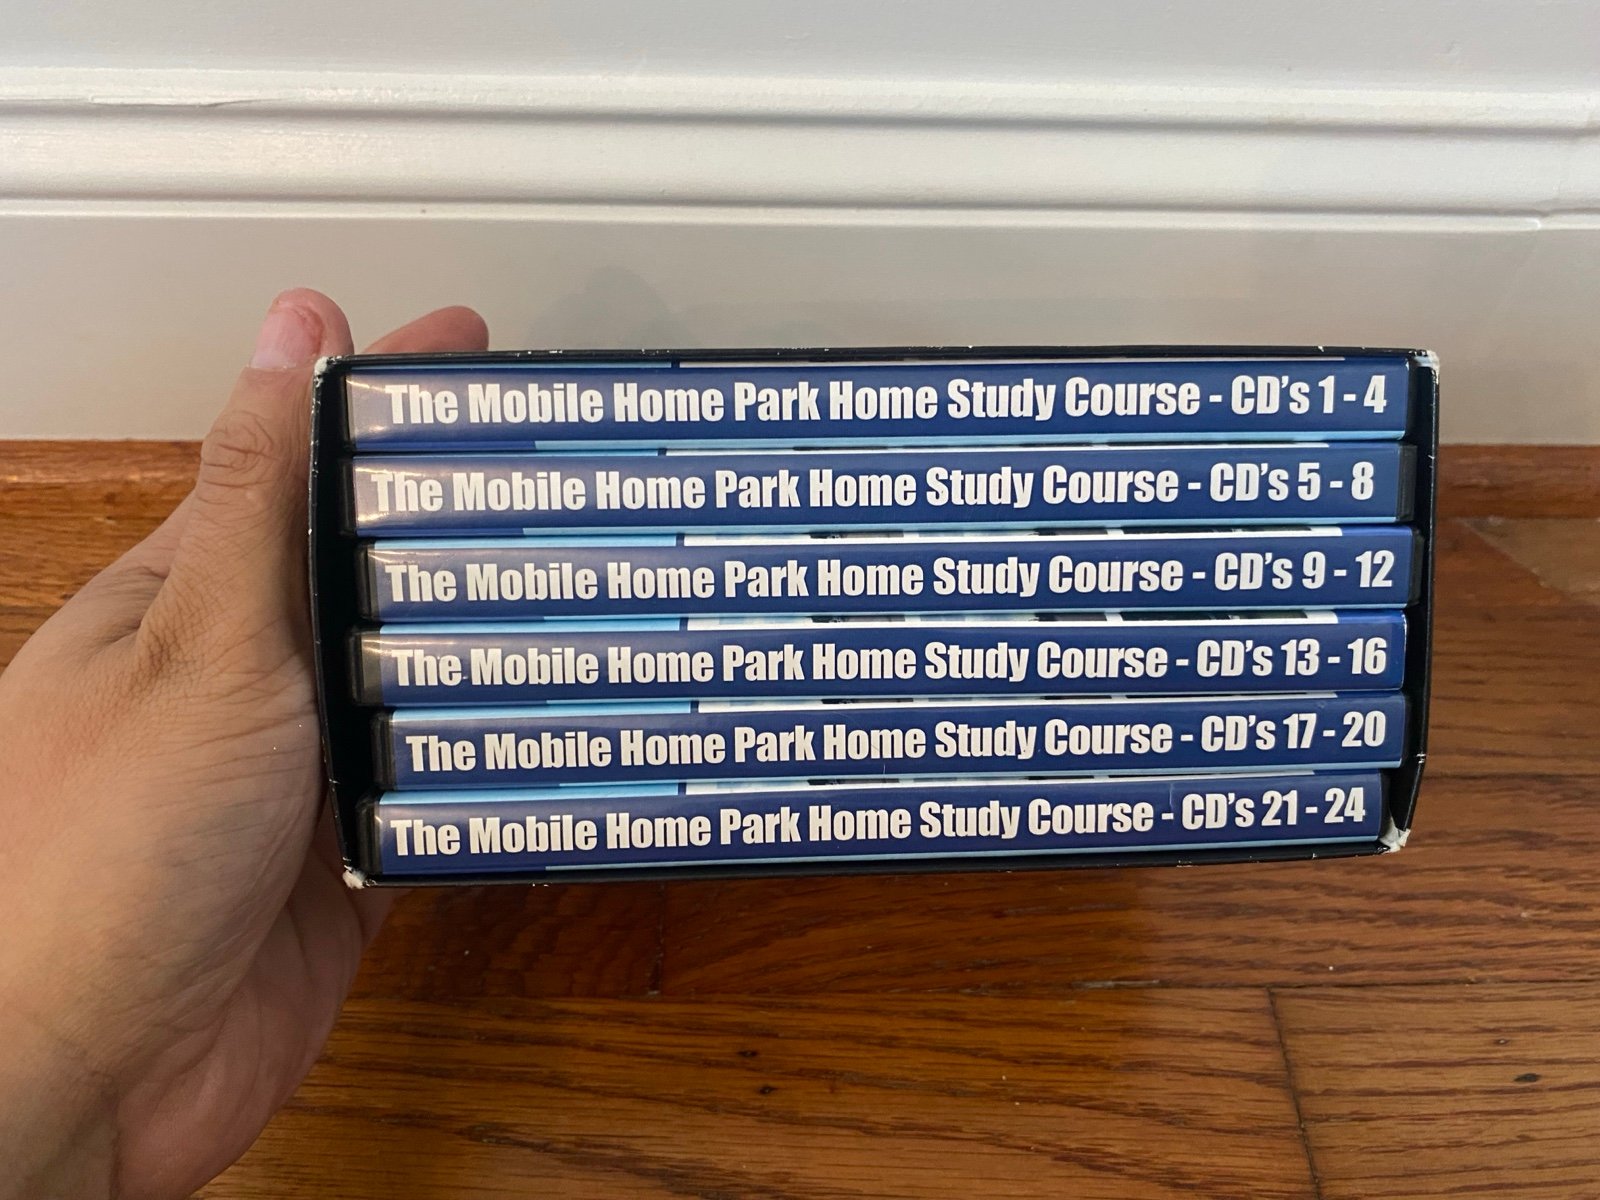 The Mobile Home Park Home Study Course - CD's 1 - 4
The Mobile Home Park Home Study Course - CD's 5 - 8
The Mobile Home Park Home Study Course - CD's 9 - 12
The Mobile Home Park Home Study Course - CD's 13 - 16
The Mobile Home Park Home Study Course - CD's 17 - 20
The Mobile Home Park Home Study Course - CD's 21 - 24